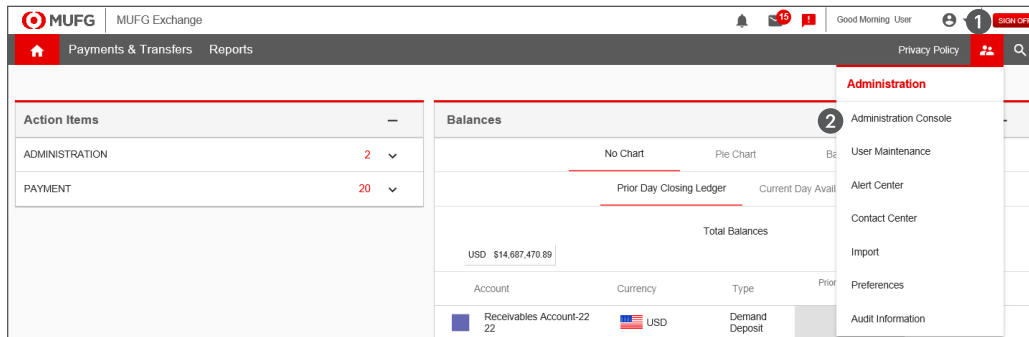 MUFG MUFG Exchange 15 Good Morning User 1 SIGN OFF
Payments & Transfers Reports Privacy Policy
Administration
Action Items
Balances
2 Administration Console
ADMINISTRATION 2
No Chart Pie Chart
User Maintenance
PAYMENT 20
Prior Day Closing Ledger Current Day
Alert Center
Total Balances
Contact Center
USD $14,687,470.89
Import
Account Currency Type
Preferences
Receivables Account-22
22
USD
Demand
Deposit
Audit Information